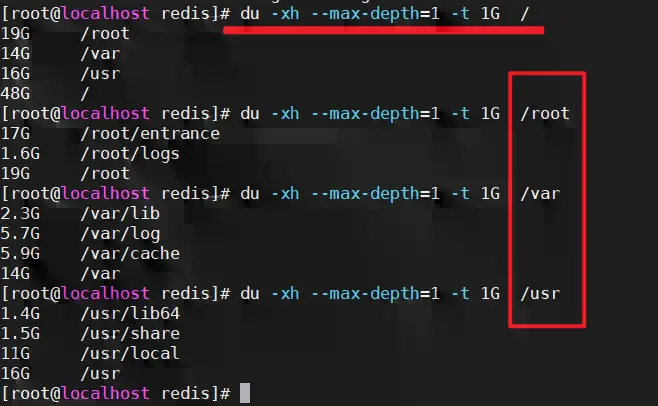 [root@localhost redis]# du -xh --max-depth=1 -t 1G  /
19G     /root
14G     /var
16G     /usr
48G     /
[root@localhost redis]# du -xh --max-depth=1 -t 1G  /root
17G     /root/entrance
1.6G    /root/logs
19G     /root
[root@localhost redis]# du -xh --max-depth=1 -t 1G  /var
2.3G    /var/lib
5.7G    /var/log
5.9G    /var/cache
14G     /var
[root@localhost redis]# du -xh --max-depth=1 -t 1G  /usr
1.4G    /usr/lib64
1.5G    /usr/share
11G     /usr/local
16G     /usr
[root@localhost redis]#